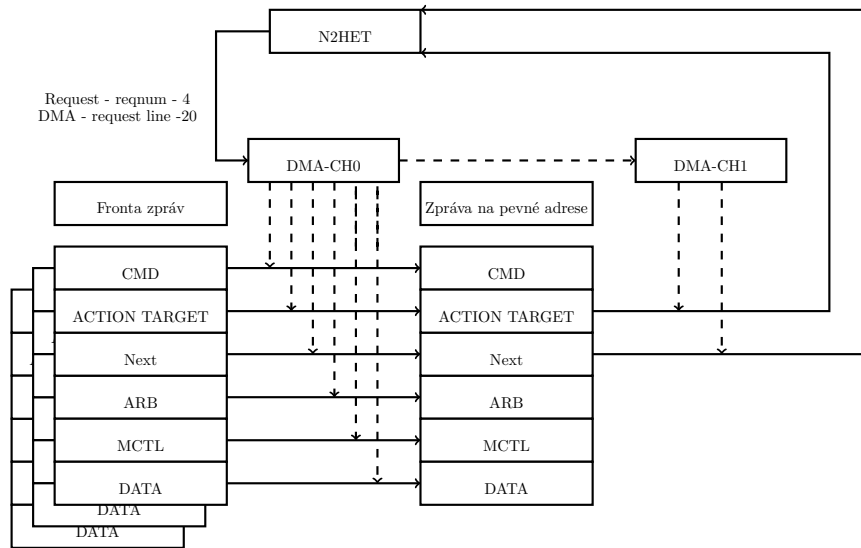 N2HET
Request - reqnum - 4
DMA - request line -20
DMA-CH0
DMA-CH1
Fronta zpráv
Zpráva na pevné adrese
CMD
CMD
ACTION TARGET
ACTION TARGET
Next
Next
ARB
ARB
MCTL
MCTL
DATA
DATA
DATA
DATA